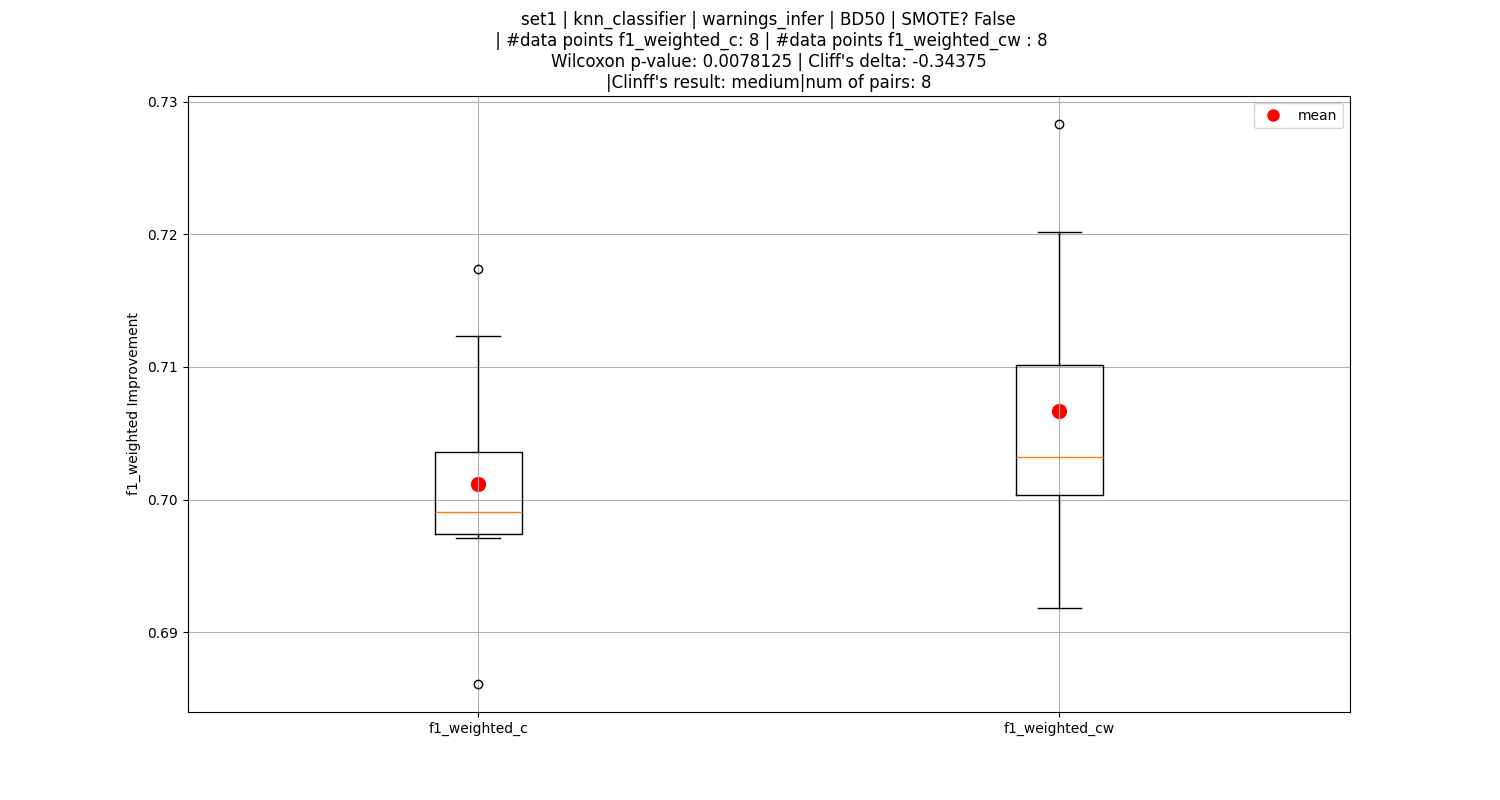 set1 | knn_classifier | warnings_infer | BD50 | SMOTE? False
| #data points f1_weighted_c: 8 | #data points f1_weighted_cw : 8
Wilcoxon p-value: 0.0078125 | Cliff's delta: -0.34375
|Clinff's result: medium|num of pairs: 8
mean
f1_weighted Improvement
0.73
0.72
0.71
0.70
0.69
f1_weighted_c
f1_weighted_cw